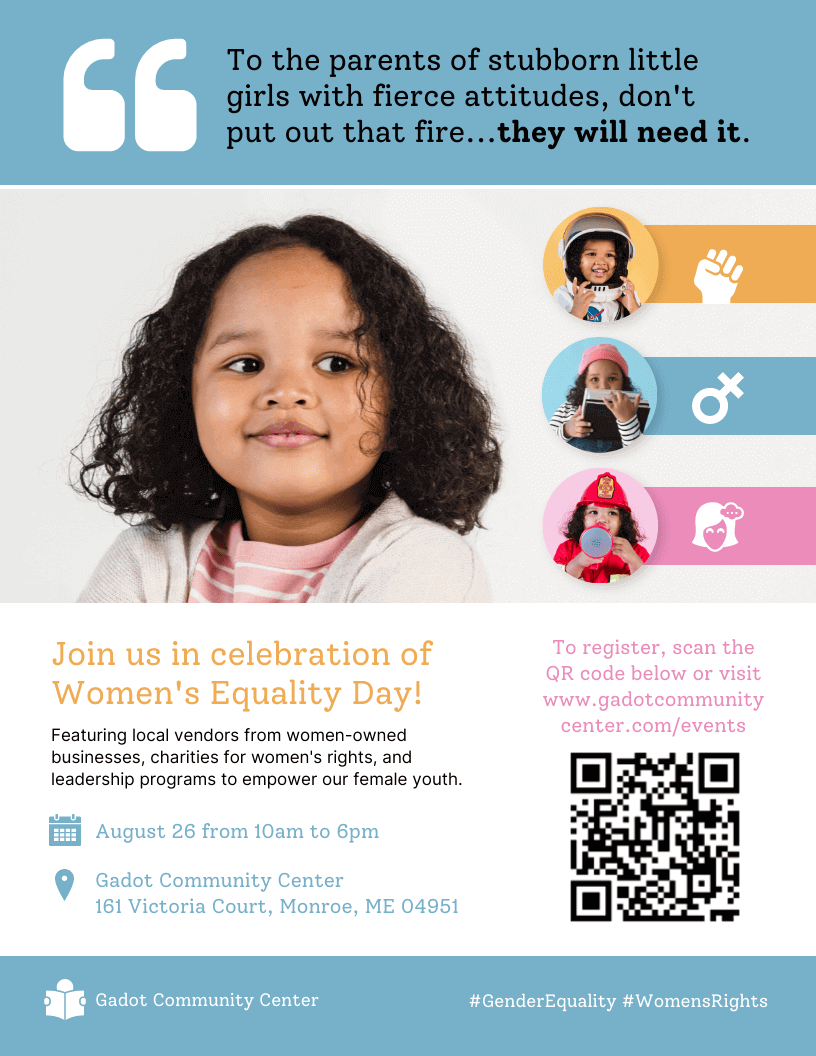 To the parents of stubborn little
girls with fierce attitudes, don't
put out that fire...they will need it.
Join us in celebration of
Women's Equality Day!
Featuring local vendors from women-owned
businesses, charities for women's rights, and
leadership programs to empower our female youth.
August 26 from 10am to 6pm
Gadot Community Center
161 Victoria Court, Monroe, ME 04951
To register, scan the
QR code below or visit
www.gadotcommunity
center.com/events
Gadot Community Center
#GenderEquality #WomensRights